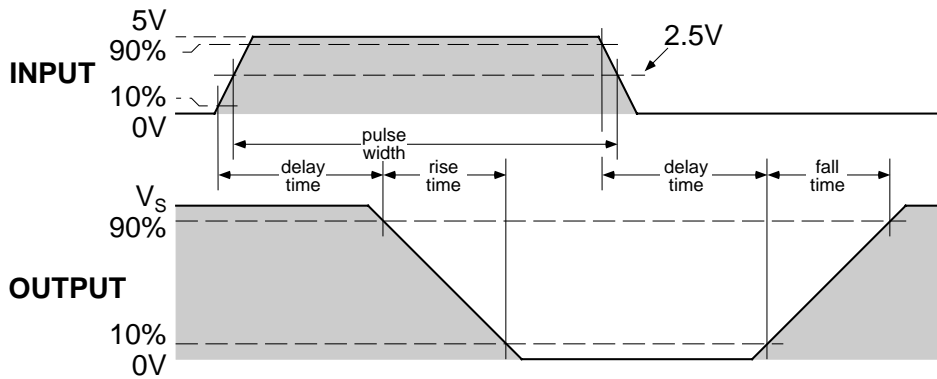 5V
90%
2.5V
INPUT
10%
0V
pulse
width
delay
time
rise
time
delay
time
fall
time
VS
90%
OUTPUT
10%
0V